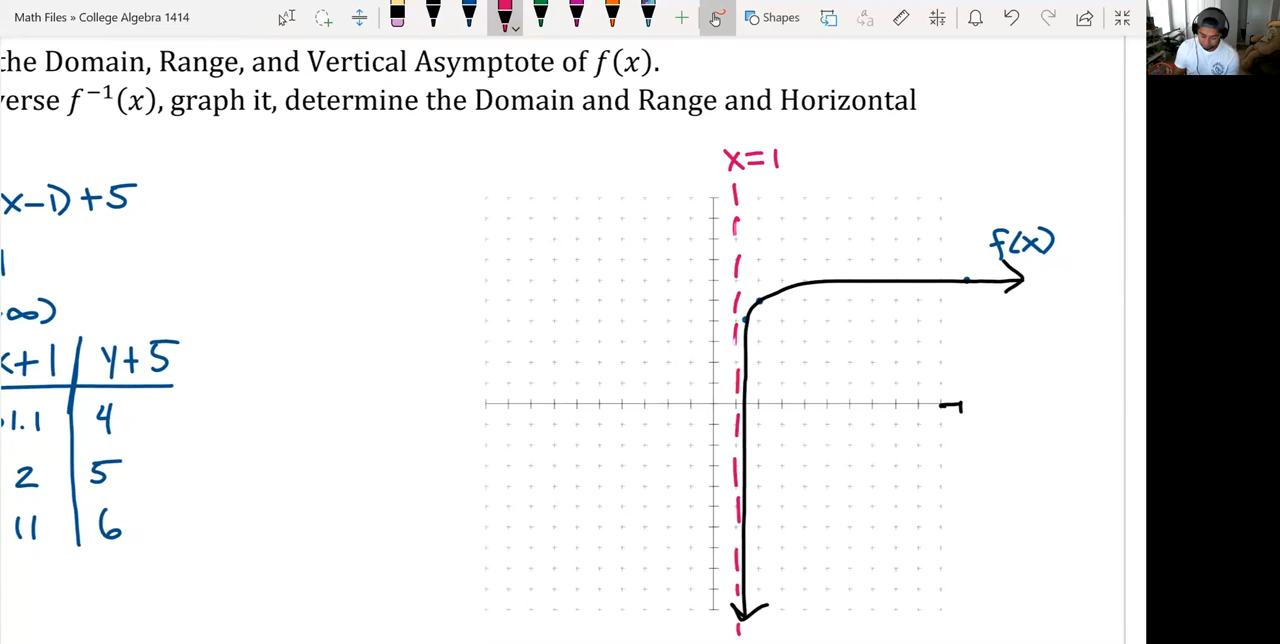 Math Files » College Algebra 1414
Shapes
the Domain, Range, and Vertical Asymptote of f(x).
verse f⁻¹(x), graph it, determine the Domain and Range and Horizontal
x=1
x-1)+5
f(x)
1
∞)
x+1 | y+5
1.1 | 4
2 | 5
11 | 6